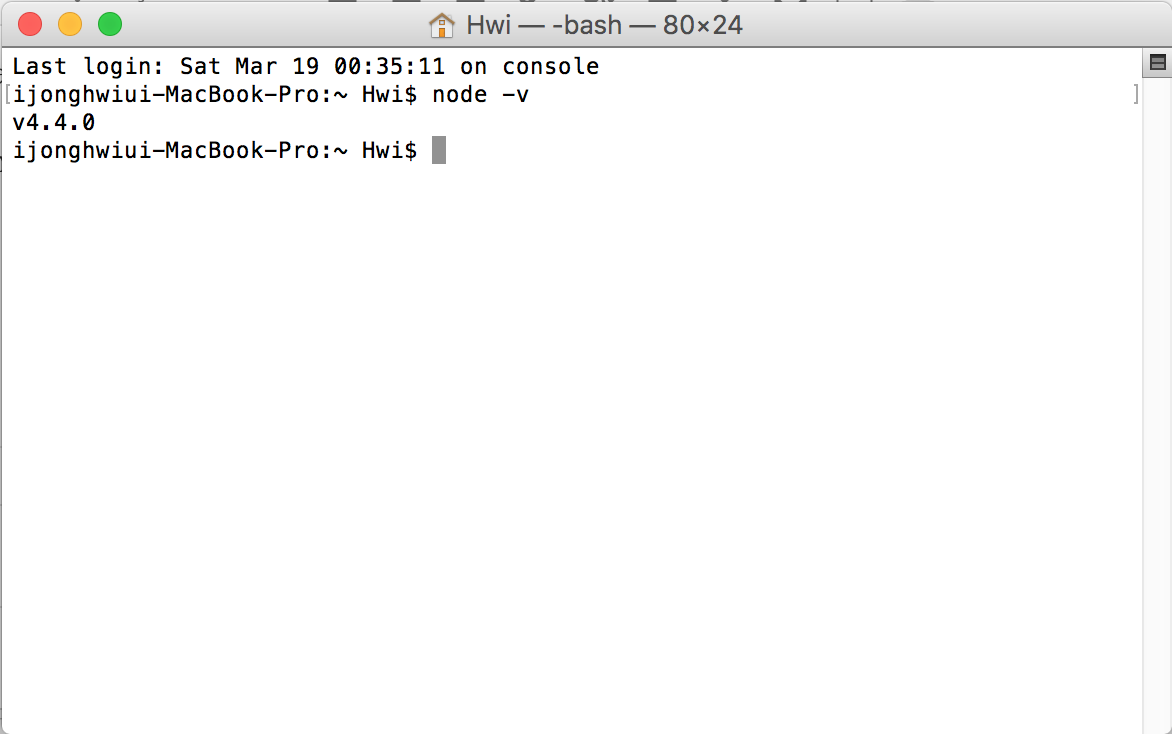 Hwi — -bash — 80×24
Last login: Sat Mar 19 00:35:11 on console
[ijonghwiui-MacBook-Pro:~ Hwi$ node -v ]
v4.4.0
ijonghwiui-MacBook-Pro:~ Hwi$